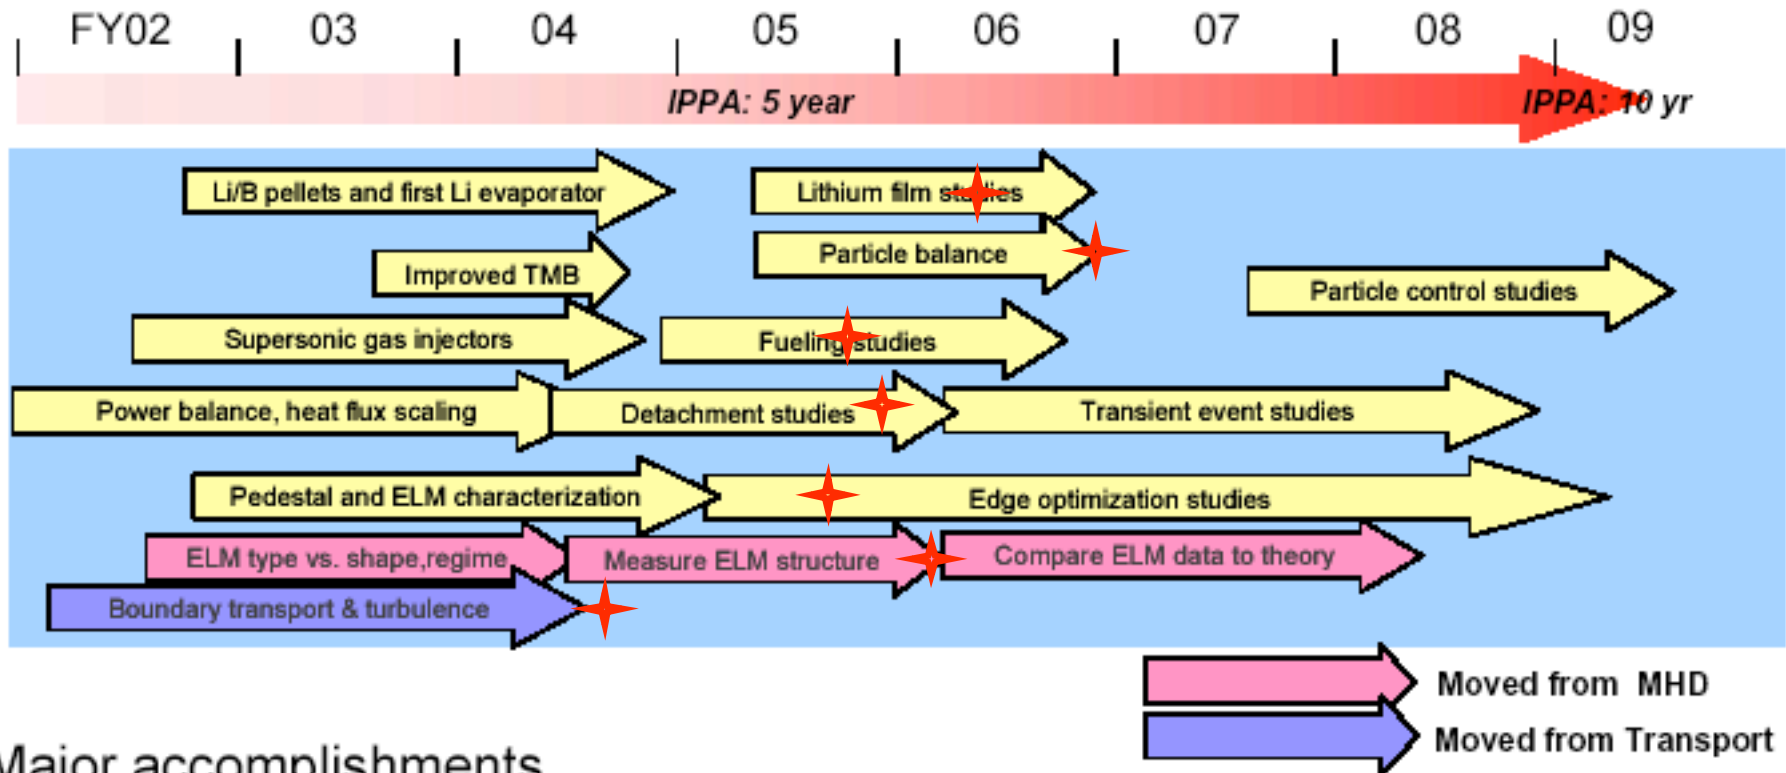 FY02 03 04 05 06 07 08 09
IPPA: 5 year IPPA: 10 yr
Li/B pellets and first Li evaporator Lithium film studies
Particle balance
Improved TMB
Particle control studies
Supersonic gas injectors Fueling studies
Power balance, heat flux scaling Detachment studies Transient event studies
Pedestal and ELM characterization Edge optimization studies
ELM type vs. shape,regime Measure ELM structure Compare ELM data to theory
Boundary transport & turbulence
Moved from MHD
Moved from Transport
Major accomplishments